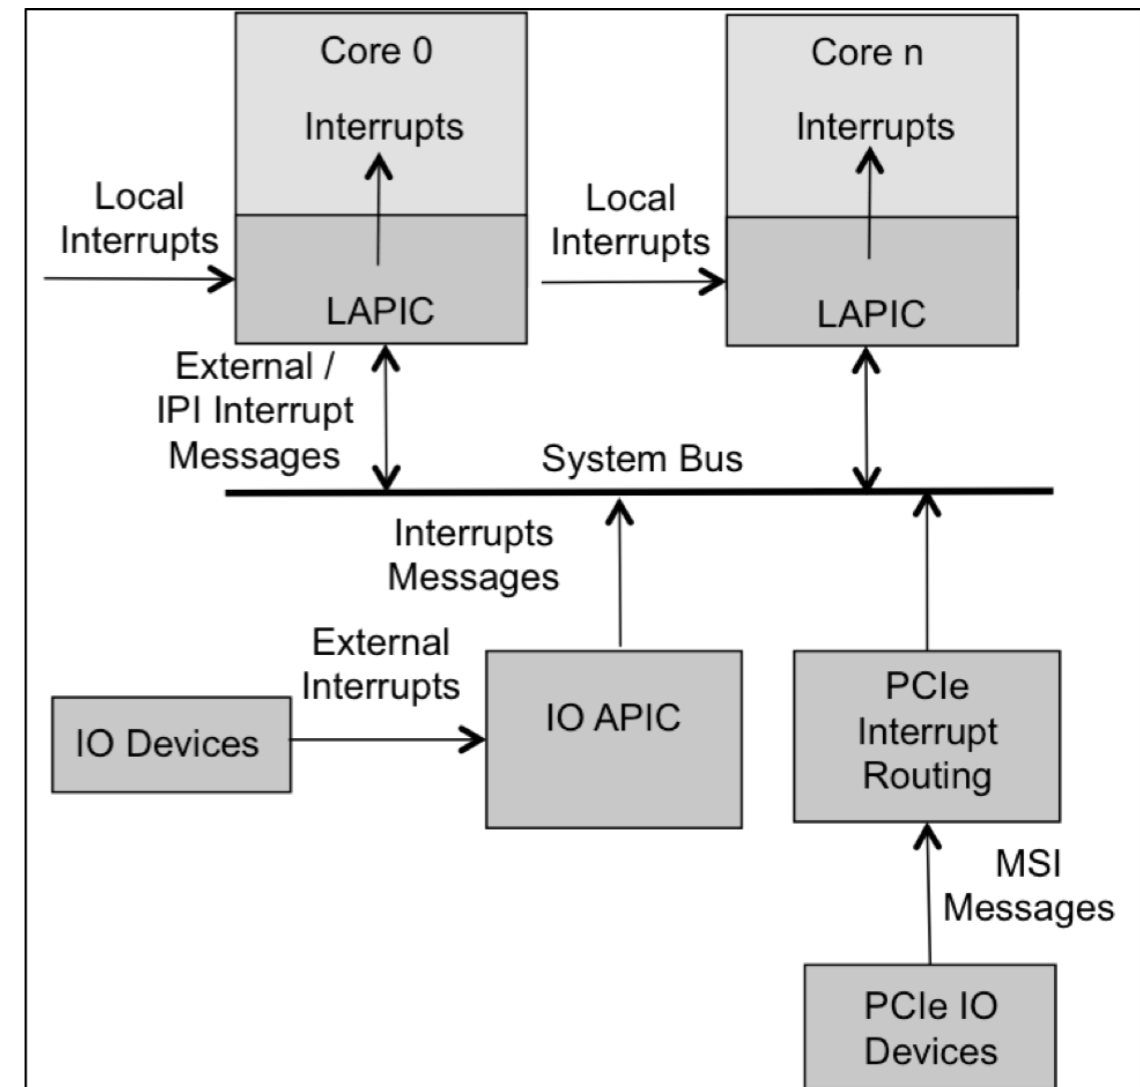 Core 0
Interrupts
Local
Interrupts
LAPIC
Core n
Interrupts
Local
Interrupts
LAPIC
External /
IPI Interrupt
Messages
System Bus
Interrupts
Messages
External
Interrupts
IO Devices
IO APIC
PCIe
Interrupt
Routing
MSI
Messages
PCIe IO
Devices